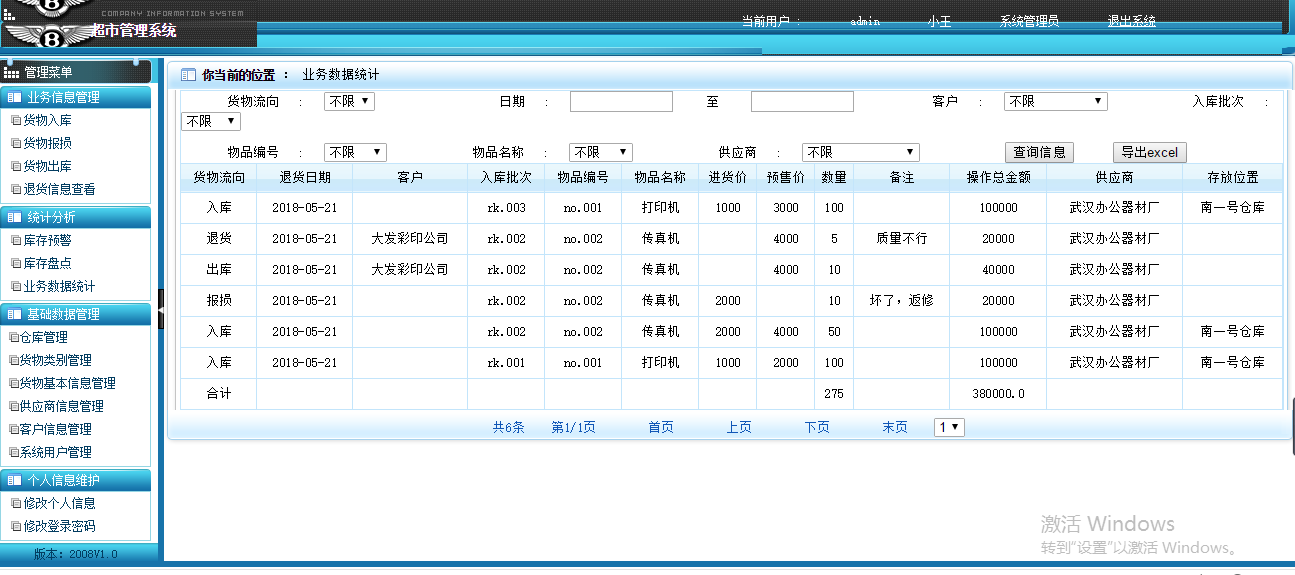 COMPANY INFORMATION SYSTEM
超市管理系统
当前用户： admin 小王 系统管理员 退出系统
管理菜单
业务信息管理
货物入库
货物报损
货物出库
退货信息查看
统计分析
库存预警
库存盘点
业务数据统计
基础数据管理
仓库管理
货物类别管理
货物基本信息管理
供应商信息管理
客户信息管理
系统用户管理
个人信息维护
修改个人信息
修改登录密码
版本：2008V1.0
你当前的位置 ： 业务数据统计
货物流向 ： 不限 日期 ： 至 客户 ： 不限 入库批次 ：
不限
物品编号 ： 不限 物品名称 ： 不限 供应商 ： 不限 查询信息 导出excel
货物流向 退货日期 客户 入库批次 物品编号 物品名称 进货价 预售价 数量 备注 操作总金额 供应商 存放位置
入库 2018-05-21 rk.003 no.001 打印机 1000 3000 100 100000 武汉办公器材厂 南一号仓库
退货 2018-05-21 大发彩印公司 rk.002 no.002 传真机 4000 5 质量不行 20000 武汉办公器材厂
出库 2018-05-21 大发彩印公司 rk.002 no.002 传真机 4000 10 40000 武汉办公器材厂
报损 2018-05-21 rk.002 no.002 传真机 2000 10 坏了，返修 20000 武汉办公器材厂
入库 2018-05-21 rk.002 no.002 传真机 2000 4000 50 100000 武汉办公器材厂 南一号仓库
入库 2018-05-21 rk.001 no.001 打印机 1000 2000 100 100000 武汉办公器材厂 南一号仓库
合计 275 380000.0
共6条 第1/1页 首页 上页 下页 末页 1
激活 Windows
转到“设置”以激活 Windows。